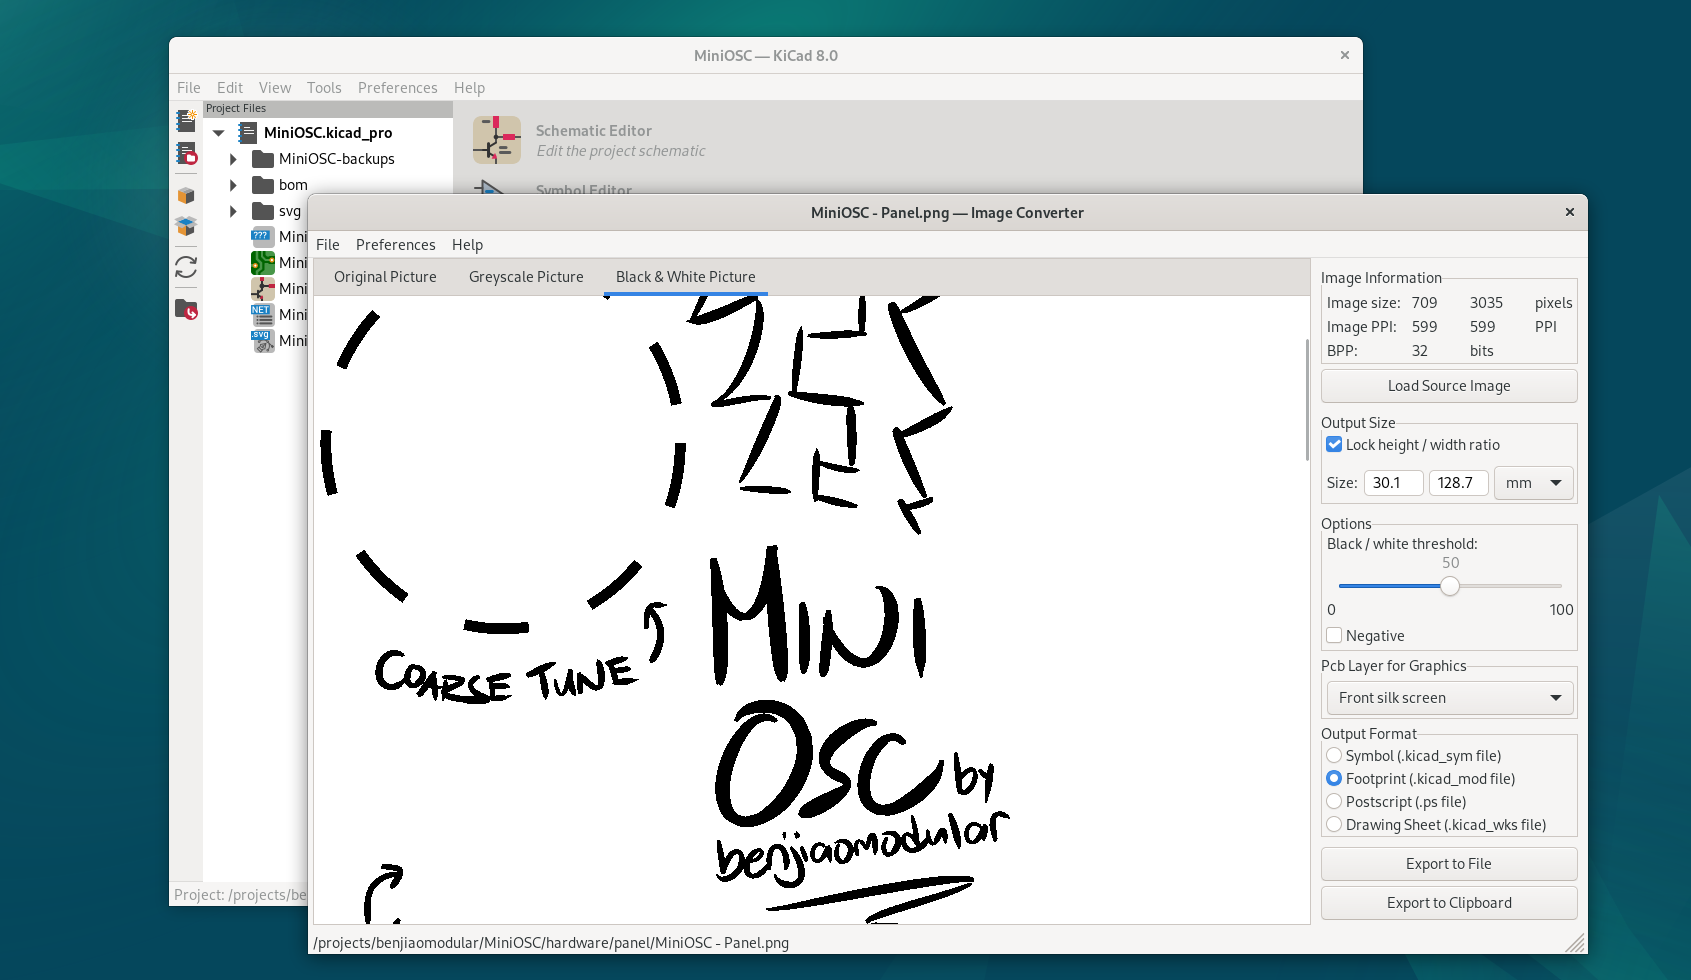 MiniOSC — KiCad 8.0
File Edit View Tools Preferences Help
Project Files
MiniOSC.kicad_pro
MiniOSC-backups
bom
svg
Mini
Mini
Mini
Mini
Mini
Schematic Editor
Edit the project schematic
Symbol Editor
Project: /projects/be
MiniOSC - Panel.png — Image Converter
File Preferences Help
Original Picture Greyscale Picture Black & White Picture
COARSE TUNE
MINI
OSC by
benjiaomodular
Image Information
Image size: 709 3035 pixels
Image PPI: 599 599 PPI
BPP: 32 bits
Load Source Image
Output Size
Lock height / width ratio
Size: 30.1 128.7 mm
Options
Black / white threshold:
50
0 100
Negative
Pcb Layer for Graphics
Front silk screen
Output Format
Symbol (.kicad_sym file)
Footprint (.kicad_mod file)
Postscript (.ps file)
Drawing Sheet (.kicad_wks file)
Export to File
Export to Clipboard
/projects/benjiaomodular/MiniOSC/hardware/panel/MiniOSC - Panel.png
???
NET
.svg